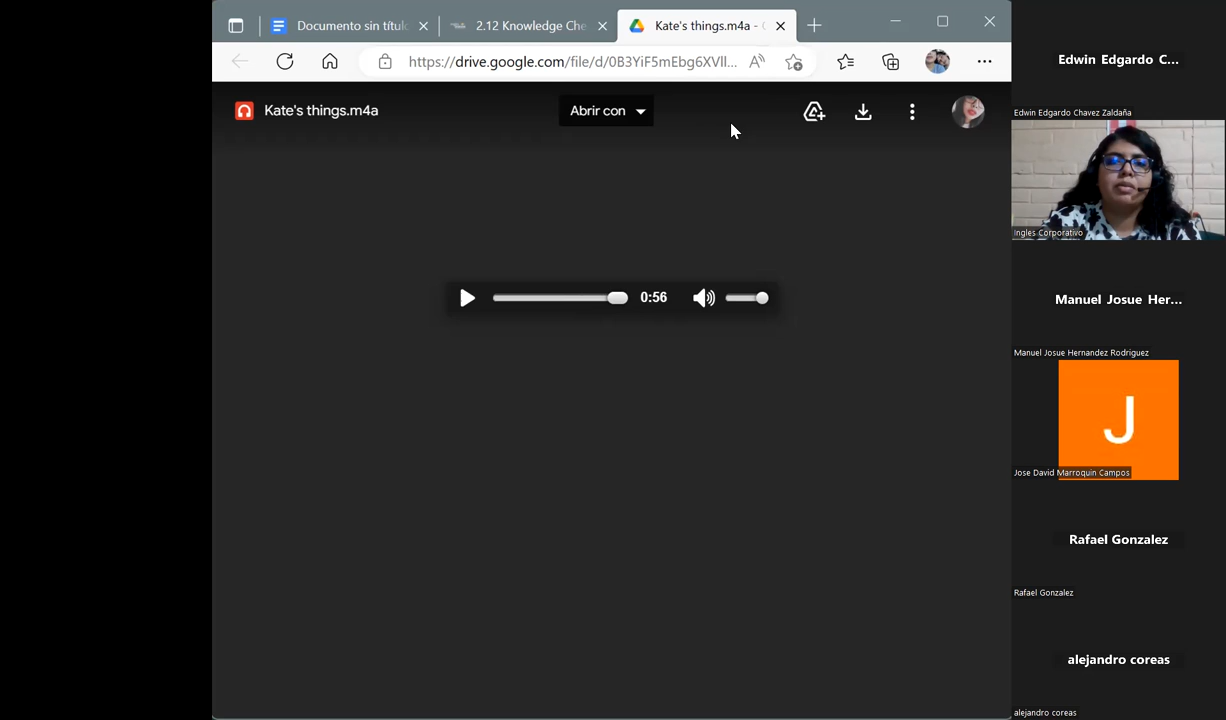 Documento sin títul
2.12 Knowledge Che
Kate's things.m4a -
https://drive.google.com/file/d/0B3YiF5mEbg6XVll...
Kate's things.m4a
Abrir con
0:56
Edwin Edgardo C...
Edwin Edgardo Chavez Zaldaña
Ingles Corporativo
Manuel Josue Her...
Manuel Josue Hernandez Rodriguez
J
Jose David Marroquin Campos
Rafael Gonzalez
Rafael Gonzalez
alejandro coreas
alejandro coreas